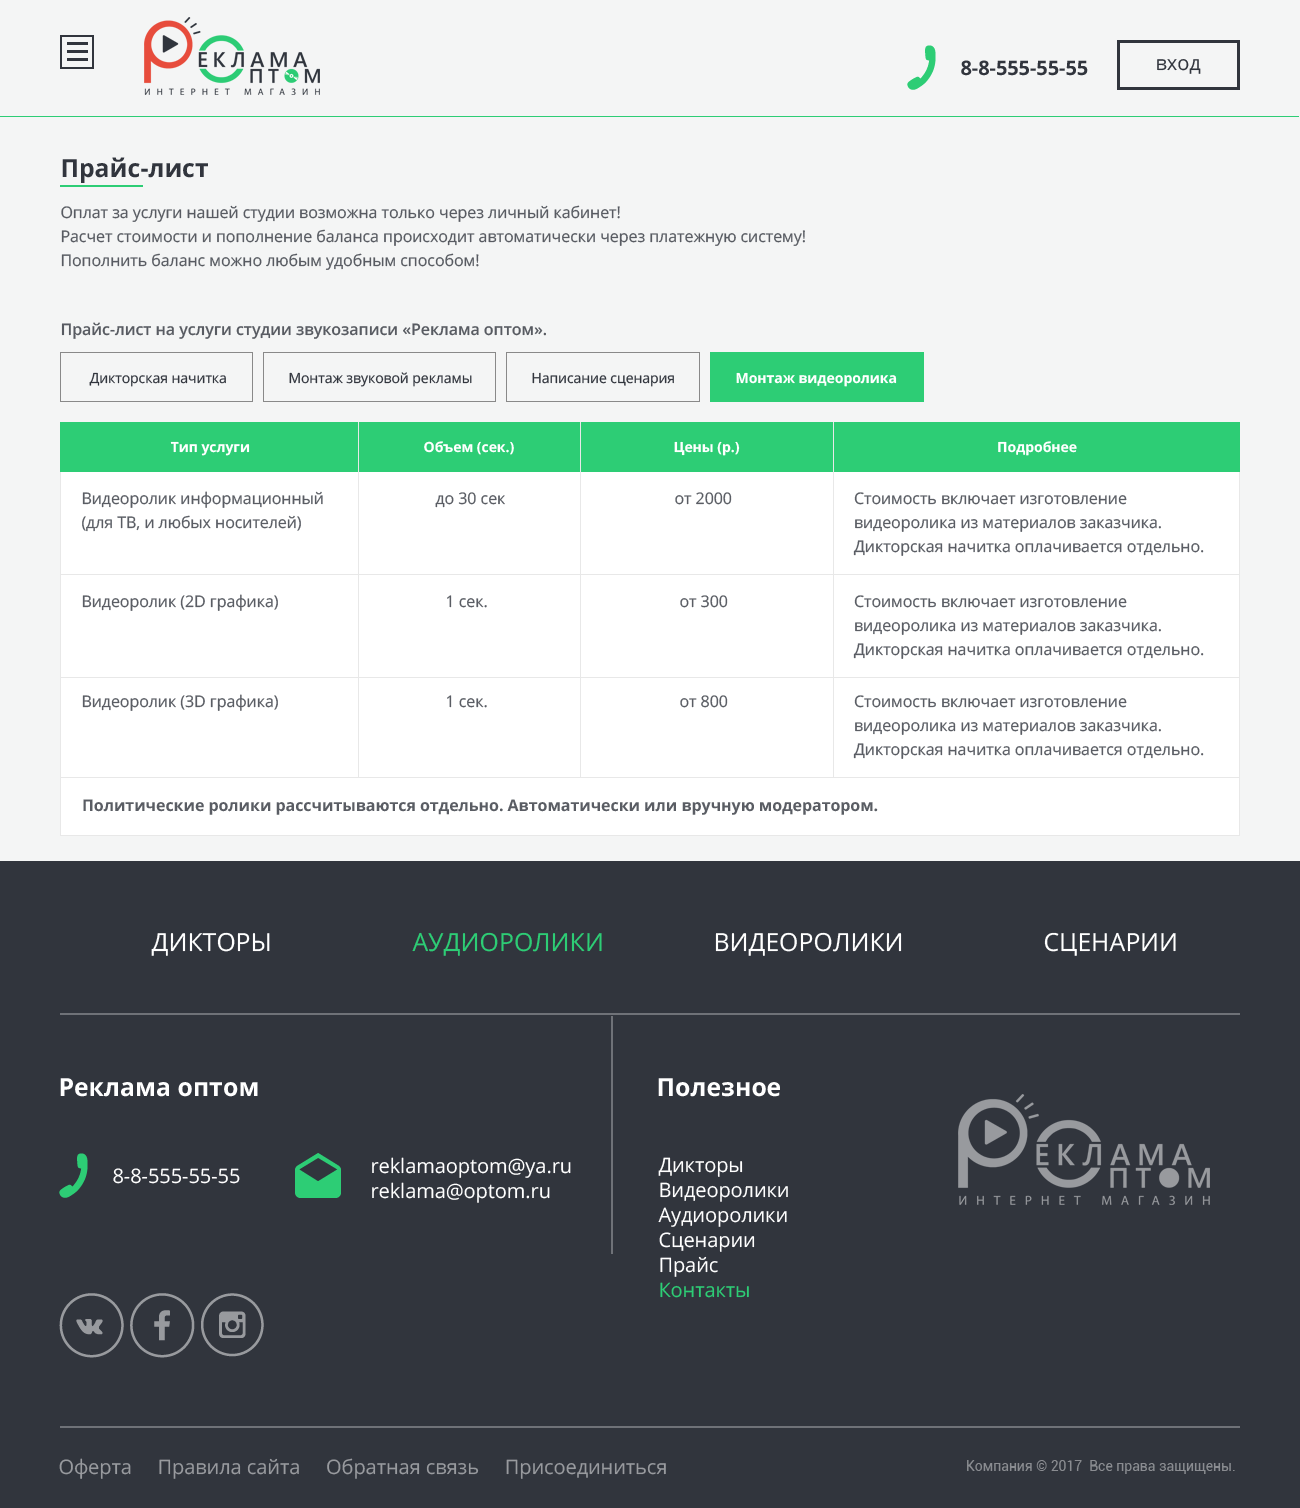 РЕКЛАМА
ОПТОМ
ИНТЕРНЕТ МАГАЗИН
8-8-555-55-55
ВХОД
Прайс-лист
Оплат за услуги нашей студии возможна только через личный кабинет!
Расчет стоимости и пополнение баланса происходит автоматически через платежную систему!
Пополнить баланс можно любым удобным способом!
Прайс-лист на услуги студии звукозаписи «Реклама оптом».
Дикторская начитка
Монтаж звуковой рекламы
Написание сценария
Монтаж видеоролика
Тип услуги
Объем (сек.)
Цены (р.)
Подробнее
Видеоролик информационный
(для ТВ, и любых носителей)
до 30 сек
от 2000
Стоимость включает изготовление
видеоролика из материалов заказчика.
Дикторская начитка оплачивается отдельно.
Видеоролик (2D графика)
1 сек.
от 300
Стоимость включает изготовление
видеоролика из материалов заказчика.
Дикторская начитка оплачивается отдельно.
Видеоролик (3D графика)
1 сек.
от 800
Стоимость включает изготовление
видеоролика из материалов заказчика.
Дикторская начитка оплачивается отдельно.
Политические ролики рассчитываются отдельно. Автоматически или вручную модератором.
ДИКТОРЫ
АУДИОРОЛИКИ
ВИДЕОРОЛИКИ
СЦЕНАРИИ
Реклама оптом
8-8-555-55-55
reklamaoptom@ya.ru
reklama@optom.ru
Полезное
Дикторы
Видеоролики
Аудиоролики
Сценарии
Прайс
Контакты
РЕКЛАМА
ОПТОМ
ИНТЕРНЕТ МАГАЗИН
Оферта
Правила сайта
Обратная связь
Присоединиться
Компания © 2017 Все права защищены.